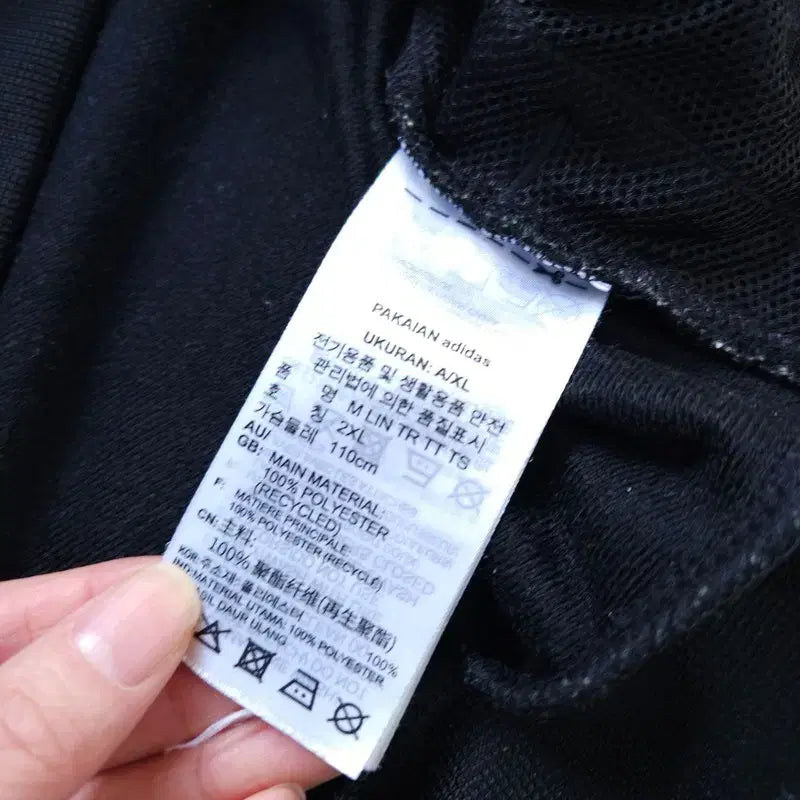 PAKAIAN adidas
UKURAN: A/XL
전기용품 및 생활용품 안전
관리법에 의한 품질표시
품 명 M LIN TR TT TS
호 칭 2XL
가슴둘레 110cm
AUI
GB: MAIN MATERIAL:
100% POLYESTER
(RECYCLED)
F: MATIERE PRINCIPALE:
100% POLYESTER (RECYCLE)
CN: 主料:
100% 聚酯纤维(再生聚酯)
KOR: 주소재: 폴리에스터 100%
IND: MATERIAL UTAMA: 100% POLYESTER
DAUR ULANG